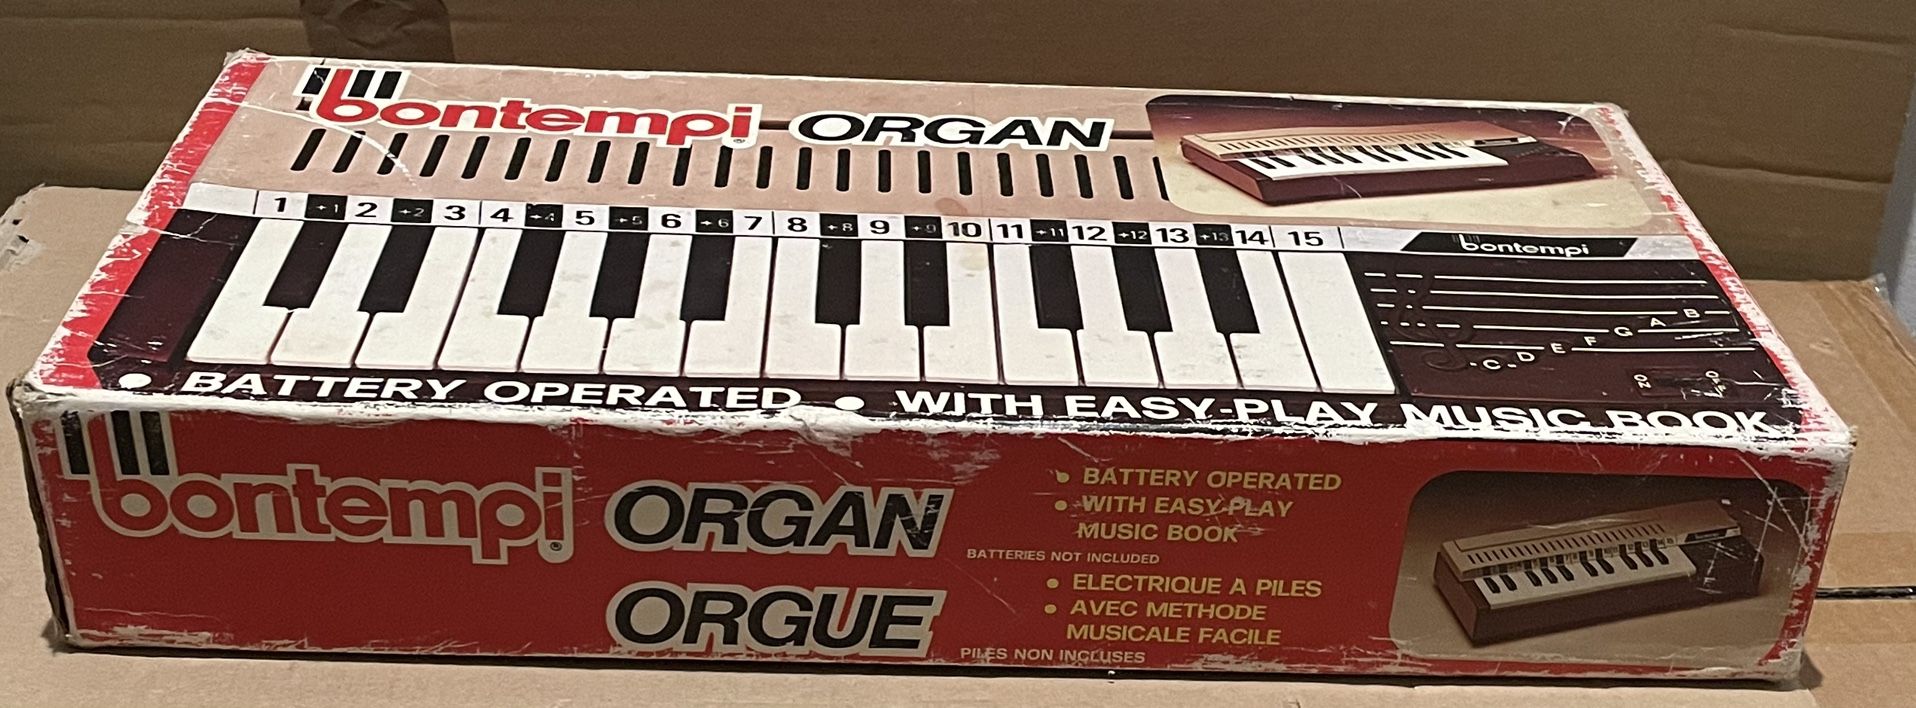 bontempi ORGAN
1 +1 2 +2 3 4 +4 5 +5 6 +6 7 8 +8 9 +9 10 11 +11 12 +12 13 +13 14 15
bontempi
C D E F G A B
ON
• BATTERY OPERATED • WITH EASY-PLAY MUSIC BOOK
bontempi® ORGAN
ORGUE
• BATTERY OPERATED
• WITH EASY-PLAY
MUSIC BOOK
BATTERIES NOT INCLUDED
• ELECTRIQUE A PILES
• AVEC METHODE
MUSICALE FACILE
PILES NON INCLUSES